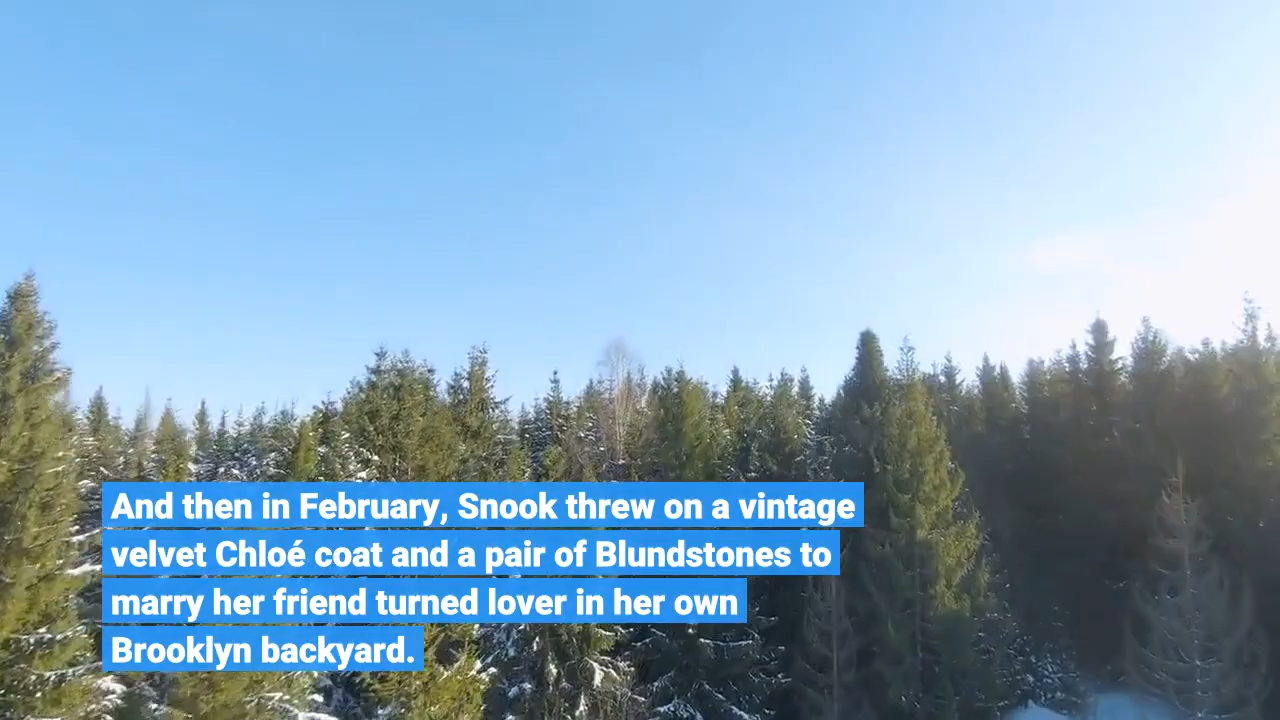 And then in February, Snook threw on a vintage
velvet Chloé coat and a pair of Blundstones to
marry her friend turned lover in her own
Brooklyn backyard.